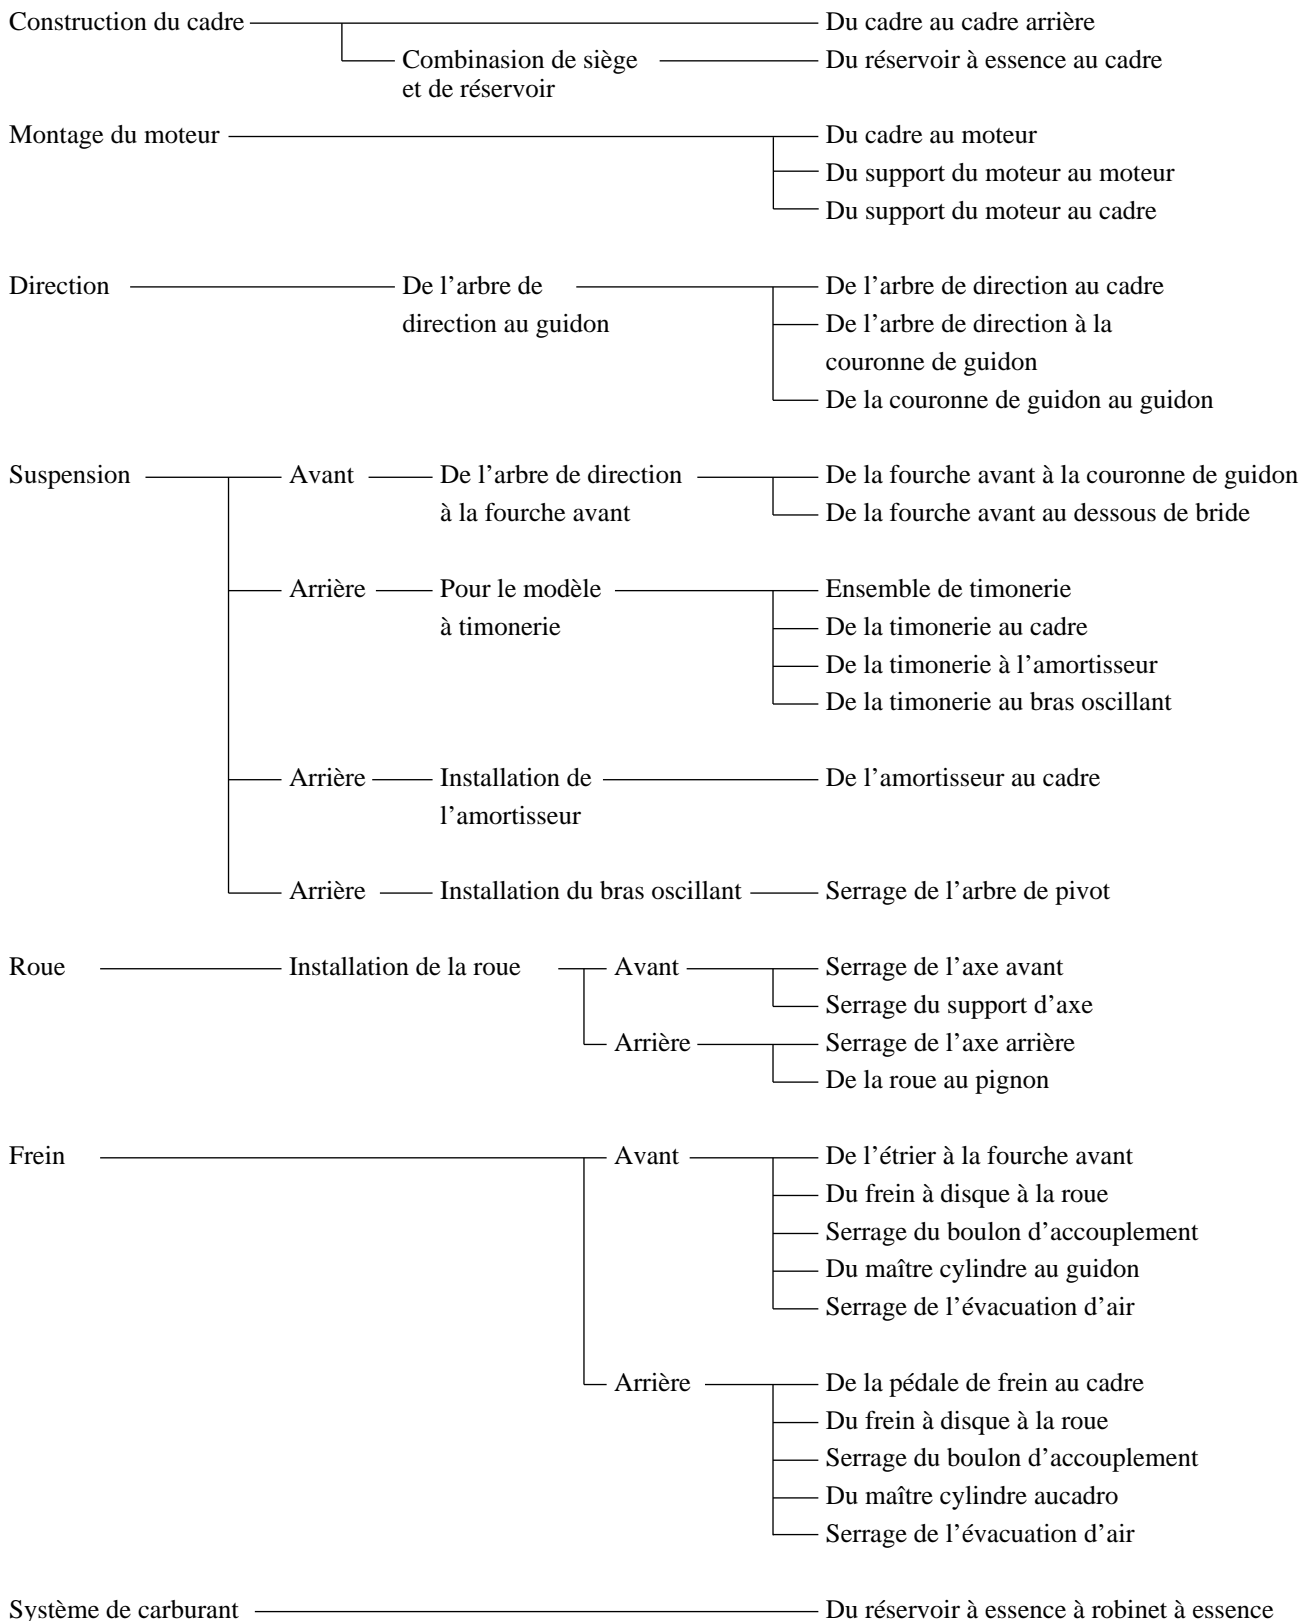 Construction du cadre Du cadre au cadre arrière
Combinasion de siège Du réservoir à essence au cadre
et de réservoir
Montage du moteur Du cadre au moteur
Du support du moteur au moteur
Du support du moteur au cadre
Direction De l’arbre de De l’arbre de direction au cadre
direction au guidon De l’arbre de direction à la
couronne de guidon
De la couronne de guidon au guidon
Suspension Avant De l’arbre de direction De la fourche avant à la couronne de guidon
à la fourche avant De la fourche avant au dessous de bride
Arrière Pour le modèle Ensemble de timonerie
à timonerie De la timonerie au cadre
De la timonerie à l’amortisseur
De la timonerie au bras oscillant
Arrière Installation de De l’amortisseur au cadre
l’amortisseur
Arrière Installation du bras oscillant Serrage de l’arbre de pivot
Roue Installation de la roue Avant Serrage de l’axe avant
Serrage du support d’axe
Arrière Serrage de l’axe arrière
De la roue au pignon
Frein Avant De l’étrier à la fourche avant
Du frein à disque à la roue
Serrage du boulon d’accouplement
Du maître cylindre au guidon
Serrage de l’évacuation d’air
Arrière De la pédale de frein au cadre
Du frein à disque à la roue
Serrage du boulon d’accouplement
Du maître cylindre aucadro
Serrage de l’évacuation d’air
Système de carburant Du réservoir à essence à robinet à essence